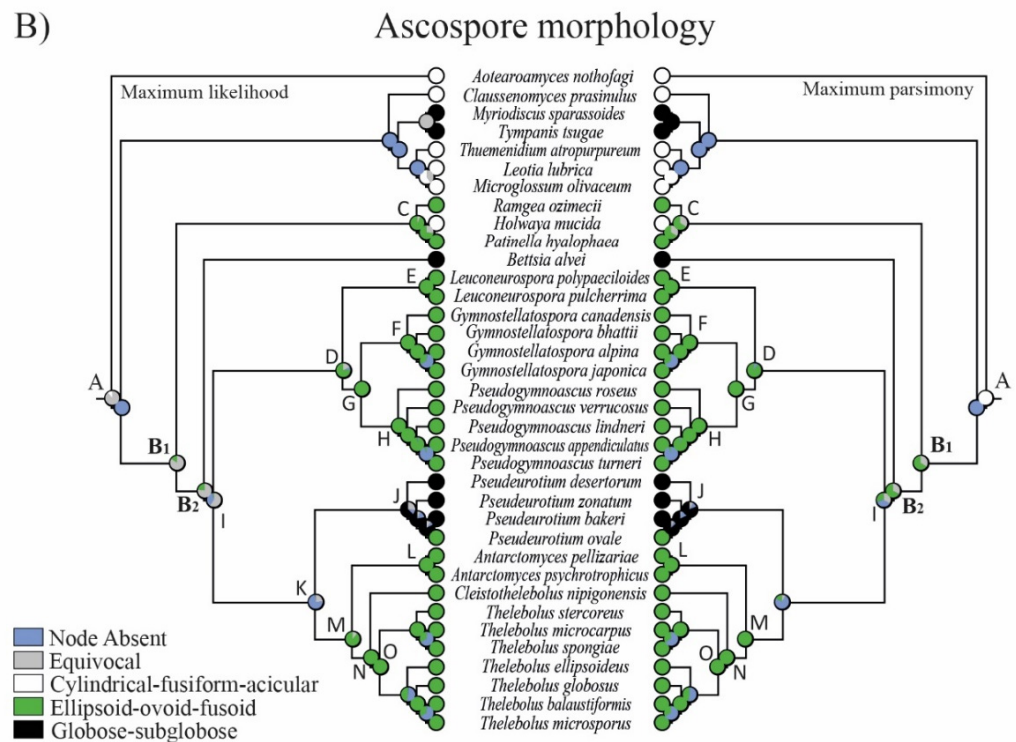 B) Ascospore morphology
Maximum likelihood
Maximum parsimony
Aotearoamyces nothofagi
Claussenomyces prasinulus
Myriodiscus sparassoides
Tympanis tsugae
Thuemenidium atropurpureum
Leotia lubrica
Microglossum olivaceum
Ramgea ozimecii
C C
Holwaya mucida
Patinella hyalophaea
Bettsia alvei
E E
Leuconeurospora polypaeciloides
Leuconeurospora pulcherrima
Gymnostellatospora canadensis
F F
Gymnostellatospora bhattii
Gymnostellatospora alpina
D D
Gymnostellatospora japonica
A A
Pseudogymnoascus roseus
G G
Pseudogymnoascus verrucosus
H H
Pseudogymnoascus lindneri
B1 B1
Pseudogymnoascus appendiculatus
Pseudogymnoascus turneri
Pseudeurotium desertorum
J J
B2 B2
Pseudeurotium zonatum
I I
Pseudeurotium bakeri
Pseudeurotium ovale
L L
Antarctomyces pellizariae
Antarctomyces psychrotrophicus
K
Cleistothelebolus nipigonensis
Thelebolus stercoreus
M M
Thelebolus microcarpus
O O
Thelebolus spongiae
N N
Thelebolus ellipsoideus
Thelebolus globosus
Thelebolus balaustiformis
Thelebolus microsporus
Node Absent
Equivocal
Cylindrical-fusiform-acicular
Ellipsoid-ovoid-fusoid
Globose-subglobose